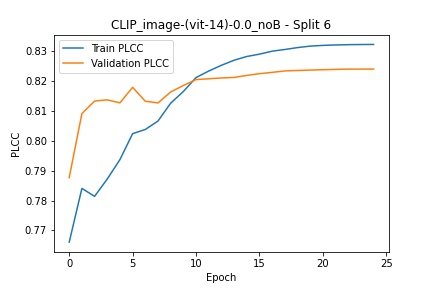 CLIP_image-(vit-14)-0.0_noB - Split 6
Train PLCC
Validation PLCC
PLCC
0.83
0.82
0.81
0.80
0.79
0.78
0.77
0
5
10
15
20
25
Epoch